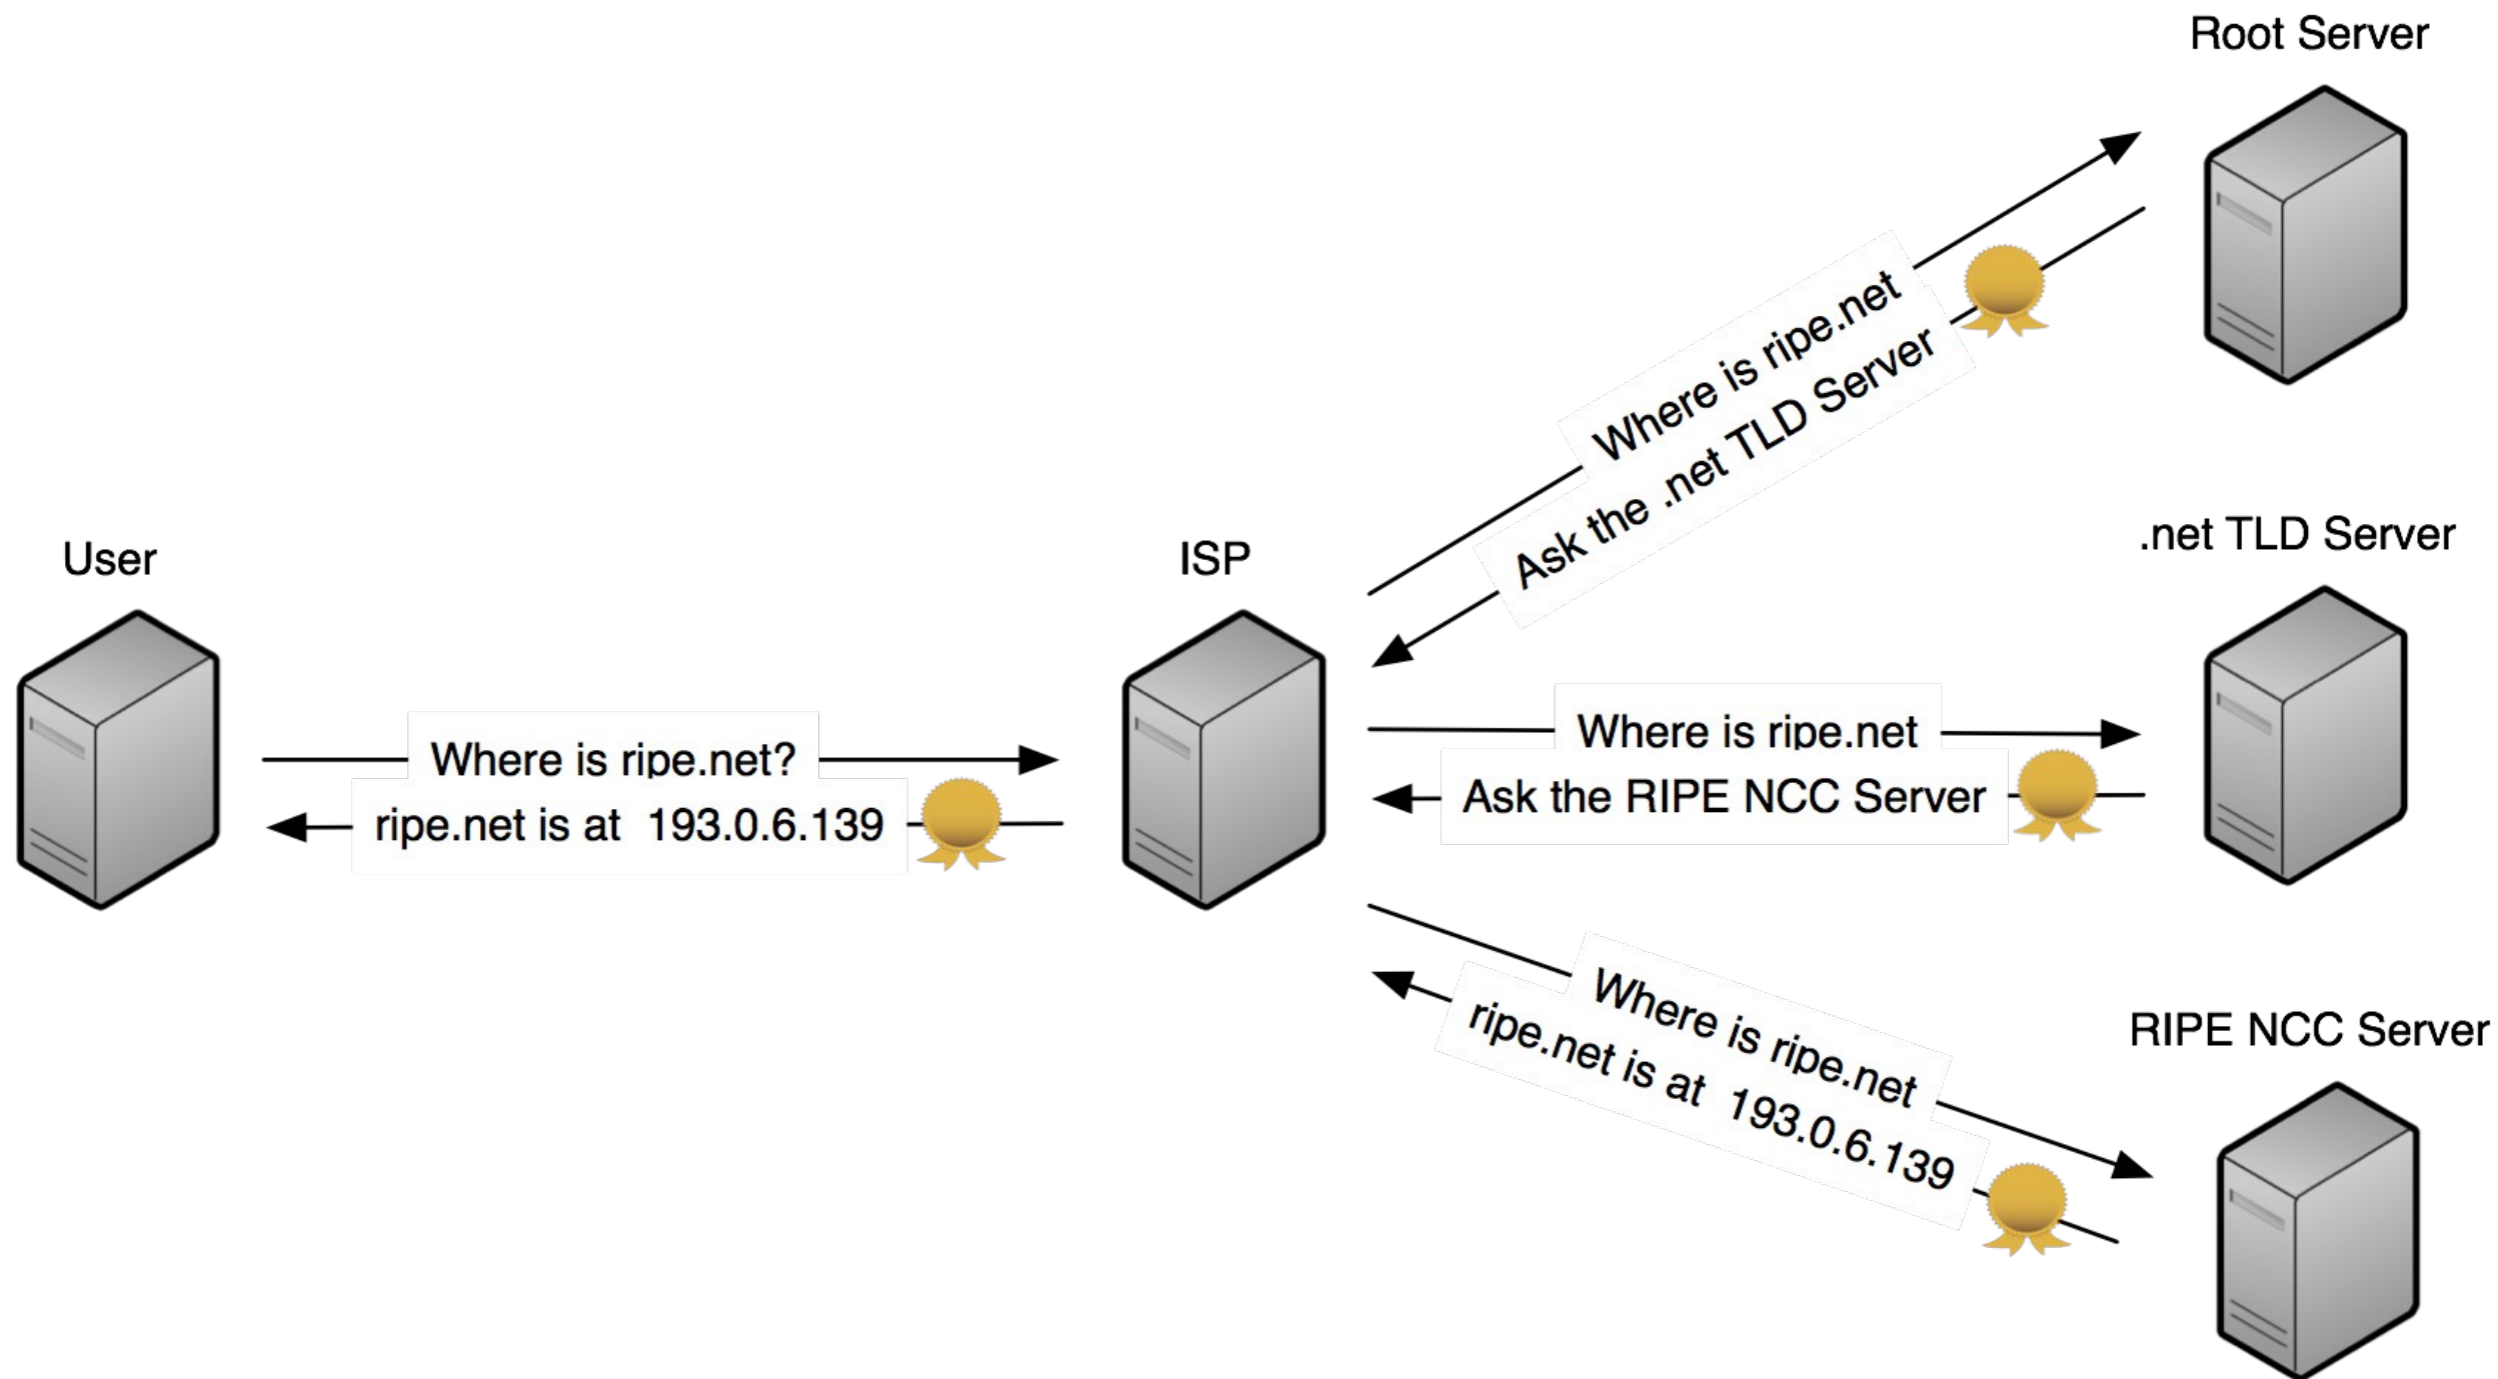 Root Server
Where is ripe.net
Ask the .net TLD Server
.net TLD Server
User
ISP
Where is ripe.net?
ripe.net is at 193.0.6.139
Where is ripe.net
Ask the RIPE NCC Server
Where is ripe.net
ripe.net is at 193.0.6.139
RIPE NCC Server